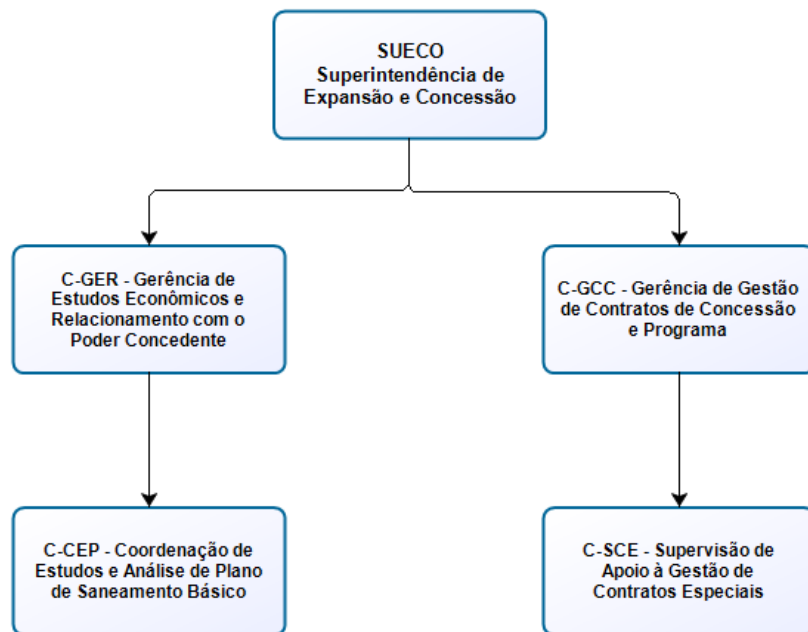 SUECO
Superintendência de
Expansão e Concessão
C-GER - Gerência de
Estudos Econômicos e
Relacionamento com o
Poder Concedente
C-GCC - Gerência de Gestão
de Contratos de Concessão
e Programa
C-CEP - Coordenação de
Estudos e Análise de Plano
de Saneamento Básico
C-SCE - Supervisão de
Apoio à Gestão de
Contratos Especiais